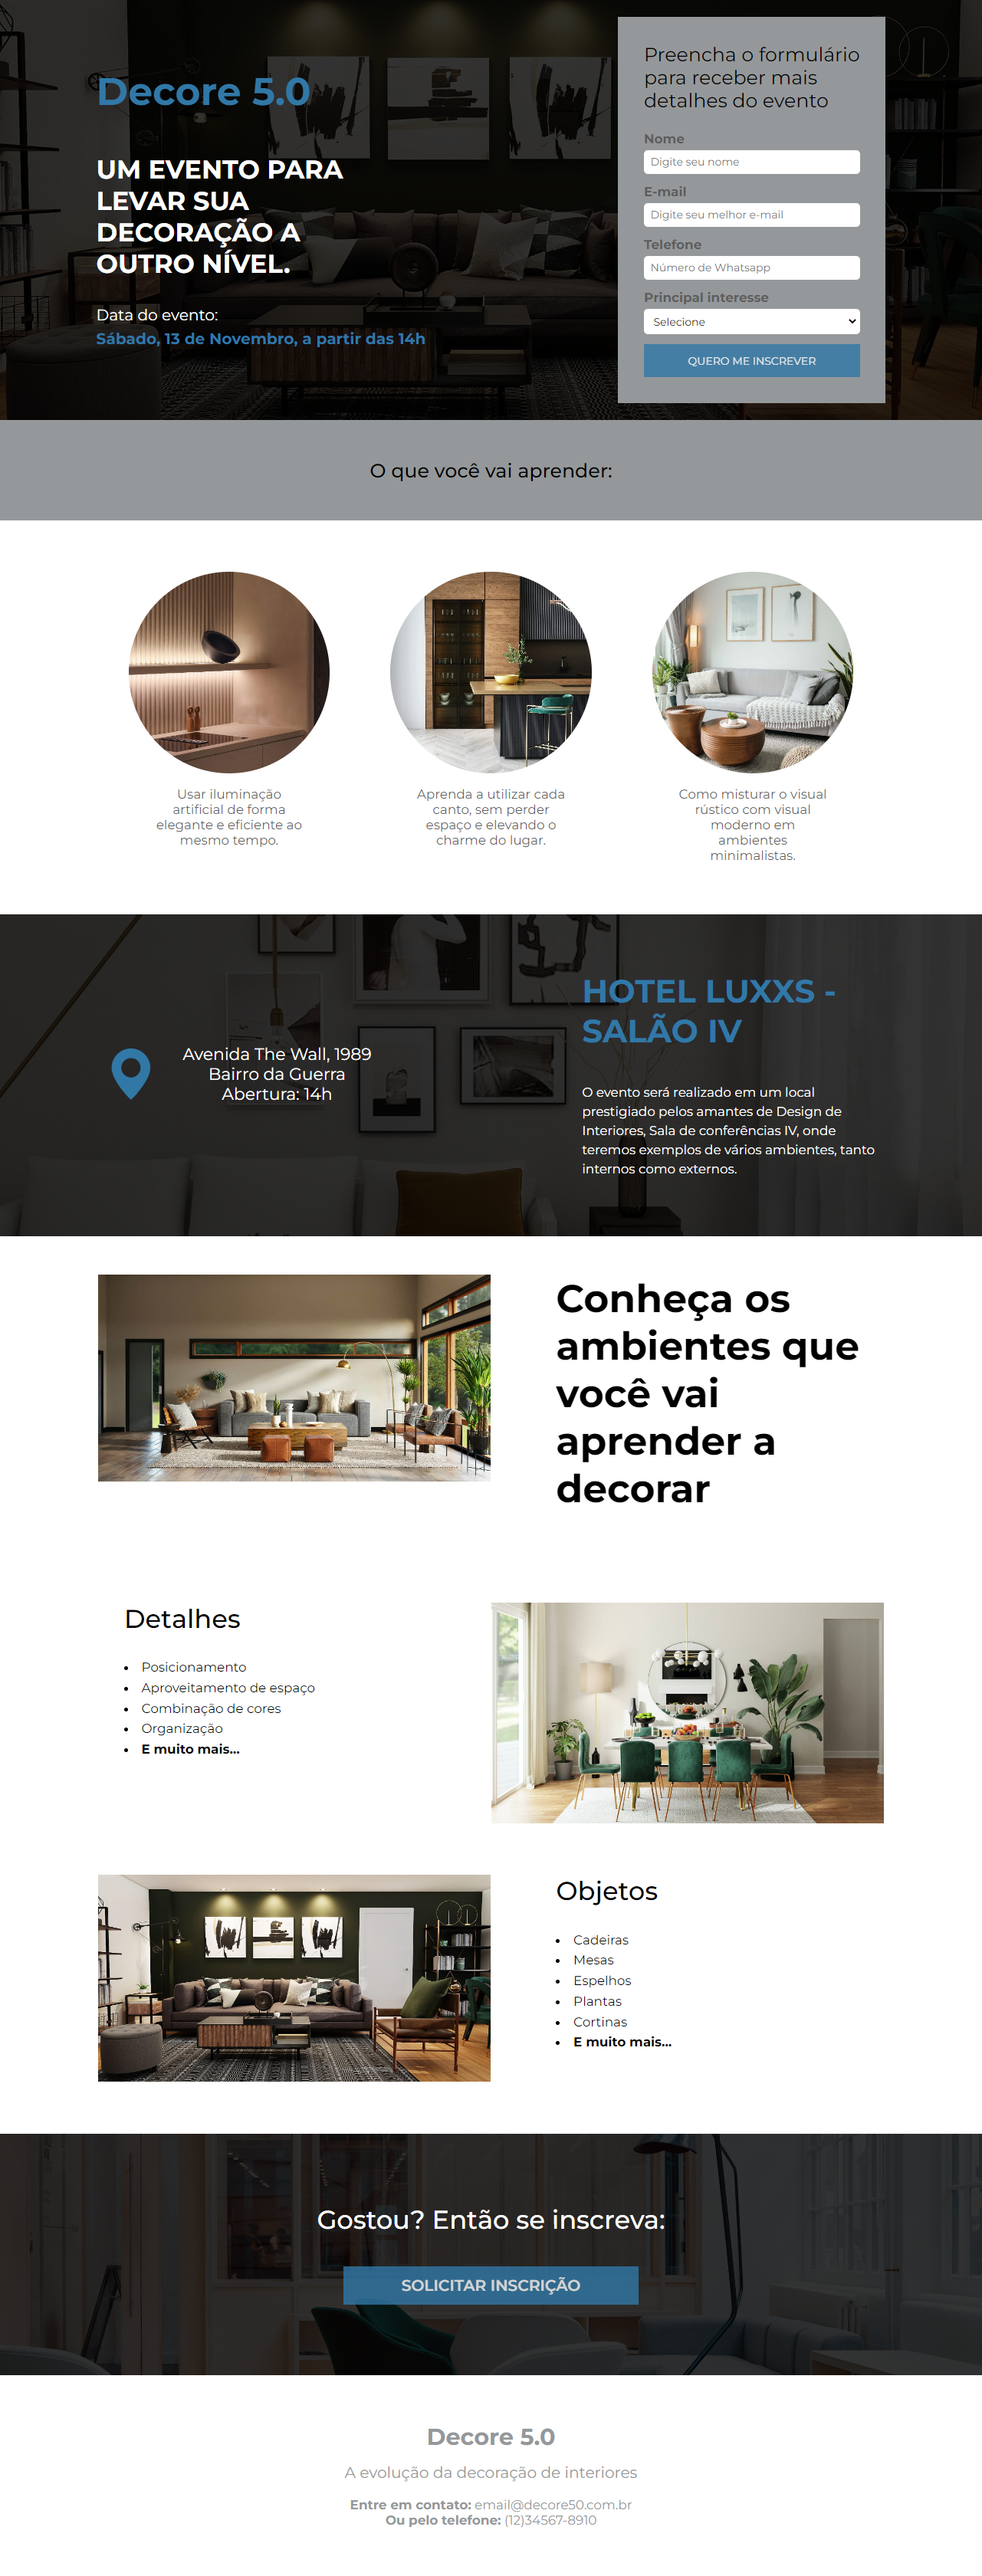 Decore 5.0
UM EVENTO PARA
LEVAR SUA
DECORAÇÃO A
OUTRO NÍVEL.
Data do evento:
Sábado, 13 de Novembro, a partir das 14h
Preencha o formulário
para receber mais
detalhes do evento
Nome
Digite seu nome
E-mail
Digite seu melhor e-mail
Telefone
Número de Whatsapp
Principal interesse
Selecione
QUERO ME INSCREVER
O que você vai aprender:
Usar iluminação
artificial de forma
elegante e eficiente ao
mesmo tempo.
Aprenda a utilizar cada
canto, sem perder
espaço e elevando o
charme do lugar.
Como misturar o visual
rústico com visual
moderno em
ambientes
minimalistas.
Avenida The Wall, 1989
Bairro da Guerra
Abertura: 14h
HOTEL LUXXS -
SALÃO IV
O evento será realizado em um local
prestigiado pelos amantes de Design de
Interiores, Sala de conferências IV, onde
teremos exemplos de vários ambientes, tanto
internos como externos.
Conheça os
ambientes que
você vai
aprender a
decorar
Detalhes
Posicionamento
Aproveitamento de espaço
Combinação de cores
Organização
E muito mais...
Objetos
Cadeiras
Mesas
Espelhos
Plantas
Cortinas
E muito mais...
Gostou? Então se inscreva:
SOLICITAR INSCRIÇÃO
Decore 5.0
A evolução da decoração de interiores
Entre em contato: email@decore50.com.br
Ou pelo telefone: (12)34567-8910